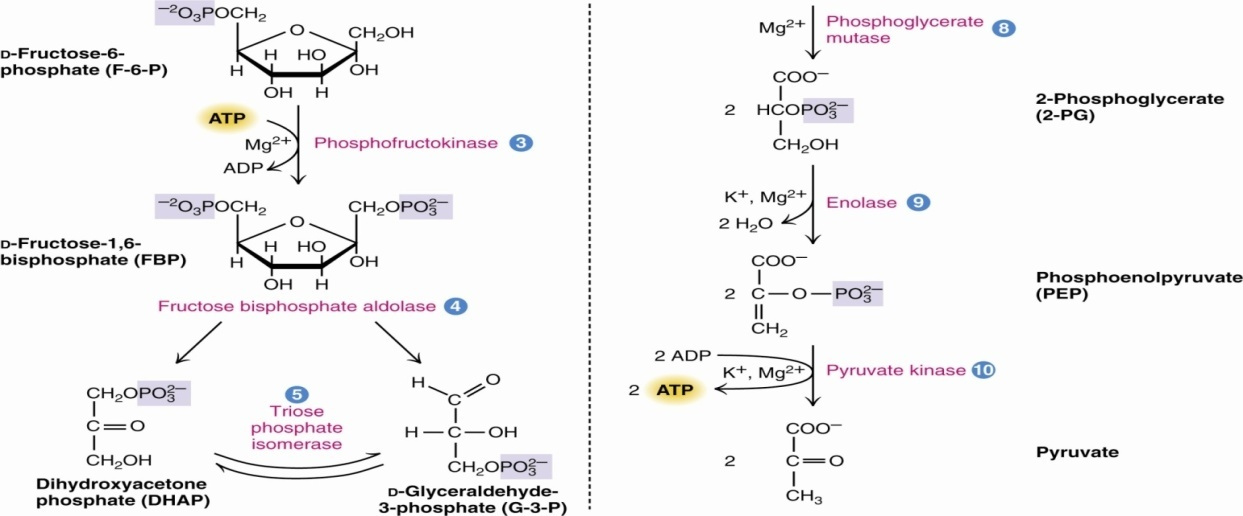 ⁻²O₃POCH₂
O
CH₂OH
D-Fructose-6-
phosphate (F-6-P)
H
H
HO
OH
OH
H
ATP
Mg²⁺
Phosphofructokinase 3
ADP
⁻²O₃POCH₂
CH₂OPO₃²⁻
O
D-Fructose-1,6-
bisphosphate (FBP)
H
H
HO
OH
OH
H
Fructose bisphosphate aldolase 4
CH₂OPO₃²⁻
C=O
CH₂OH
Dihydroxyacetone
phosphate (DHAP)
5
Triose
phosphate
isomerase
H
O
C
H—C—OH
CH₂OPO₃²⁻
D-Glyceraldehyde-
3-phosphate (G-3-P)
Mg²⁺
Phosphoglycerate 8
mutase
COO⁻
2 HCOPO₃²⁻
CH₂OH
2-Phosphoglycerate
(2-PG)
K⁺, Mg²⁺
Enolase 9
2 H₂O
COO⁻
2 C—O—PO₃²⁻
CH₂
Phosphoenolpyruvate
(PEP)
2 ADP
K⁺, Mg²⁺
Pyruvate kinase 10
2 ATP
COO⁻
2 C=O
CH₃
Pyruvate